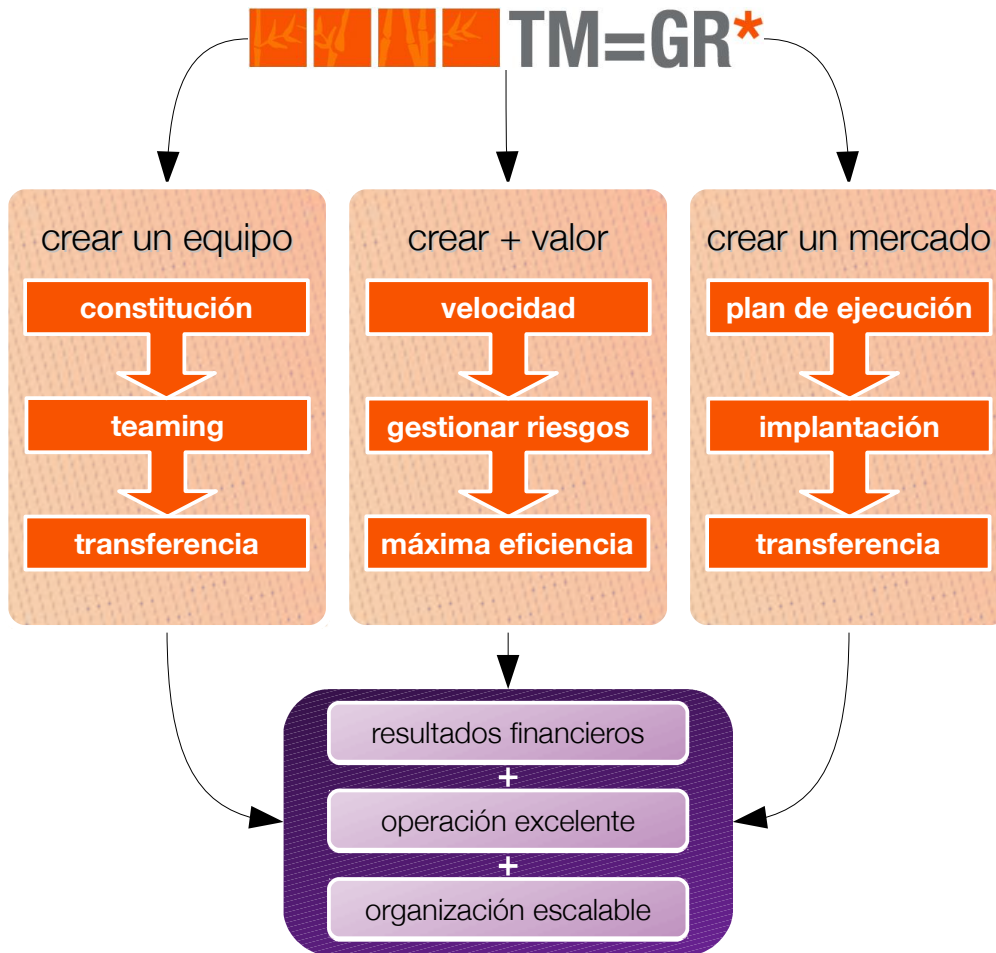 TM=GR*
crear un equipo
constitución
teaming
transferencia
crear + valor
velocidad
gestionar riesgos
máxima eficiencia
crear un mercado
plan de ejecución
implantación
transferencia
resultados financieros
+
operación excelente
+
organización escalable